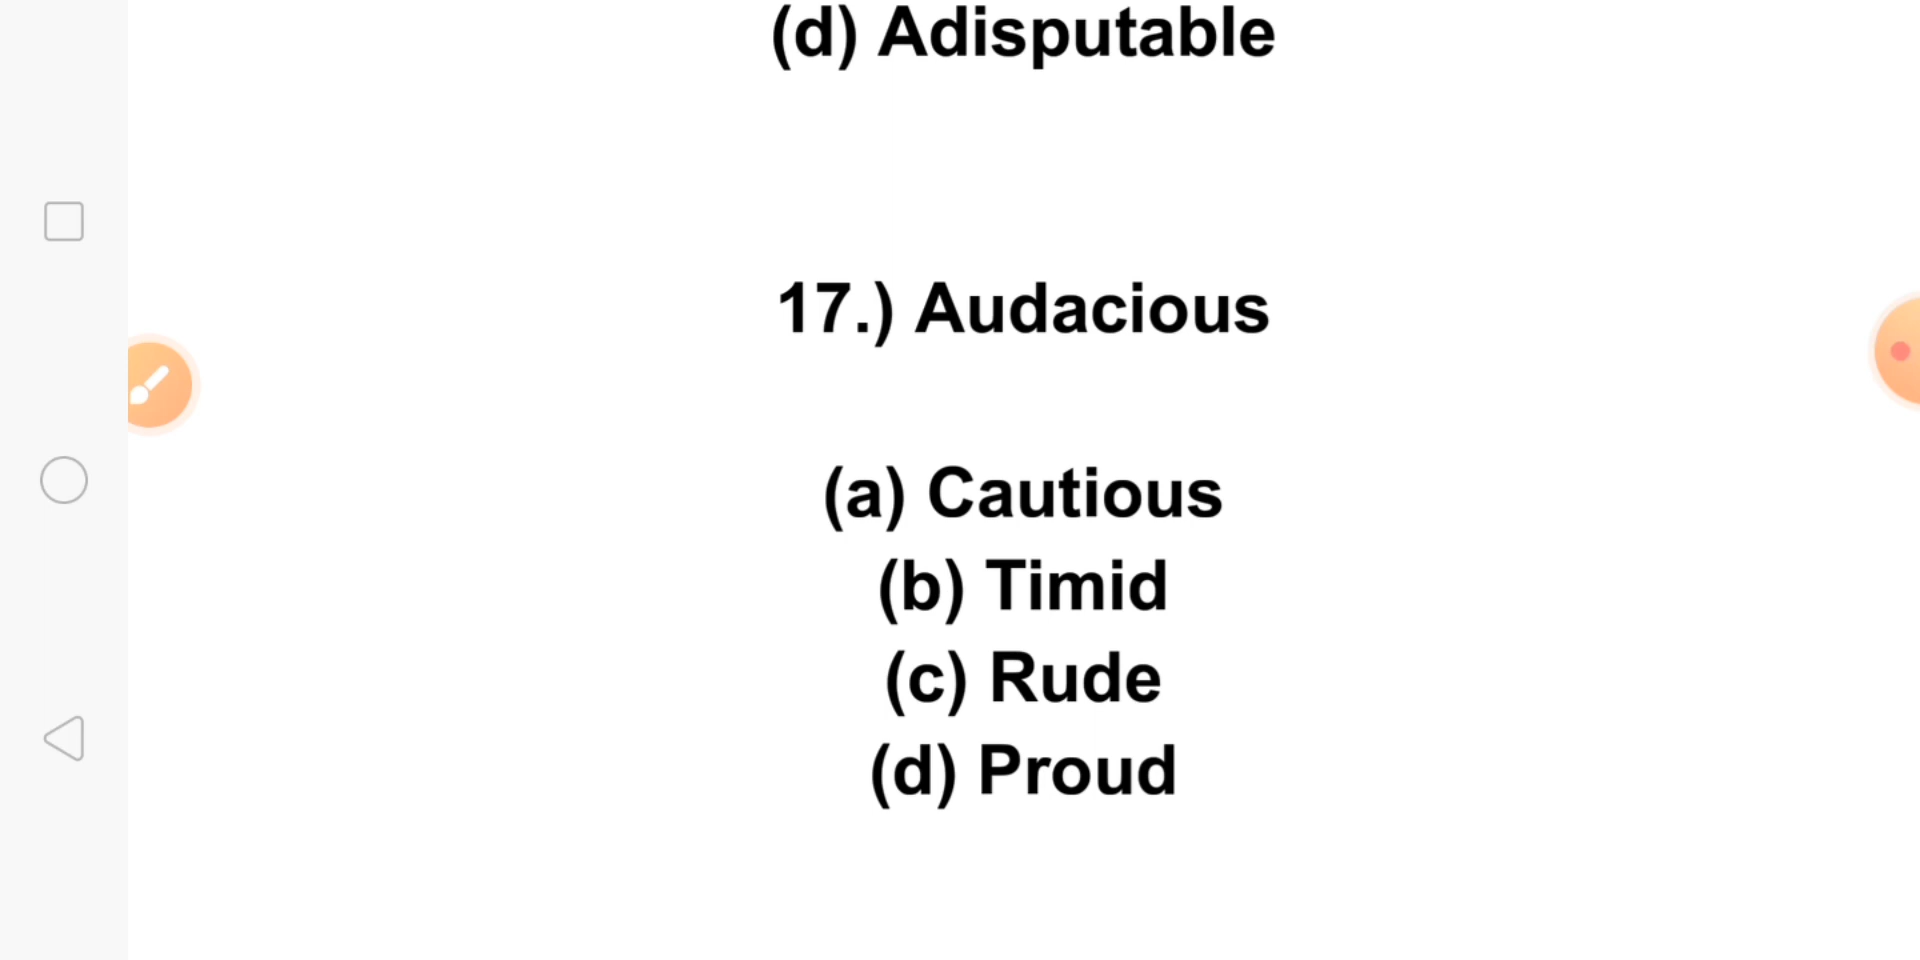 (d) Adisputable
17.) Audacious
(a) Cautious
(b) Timid
(c) Rude
(d) Proud